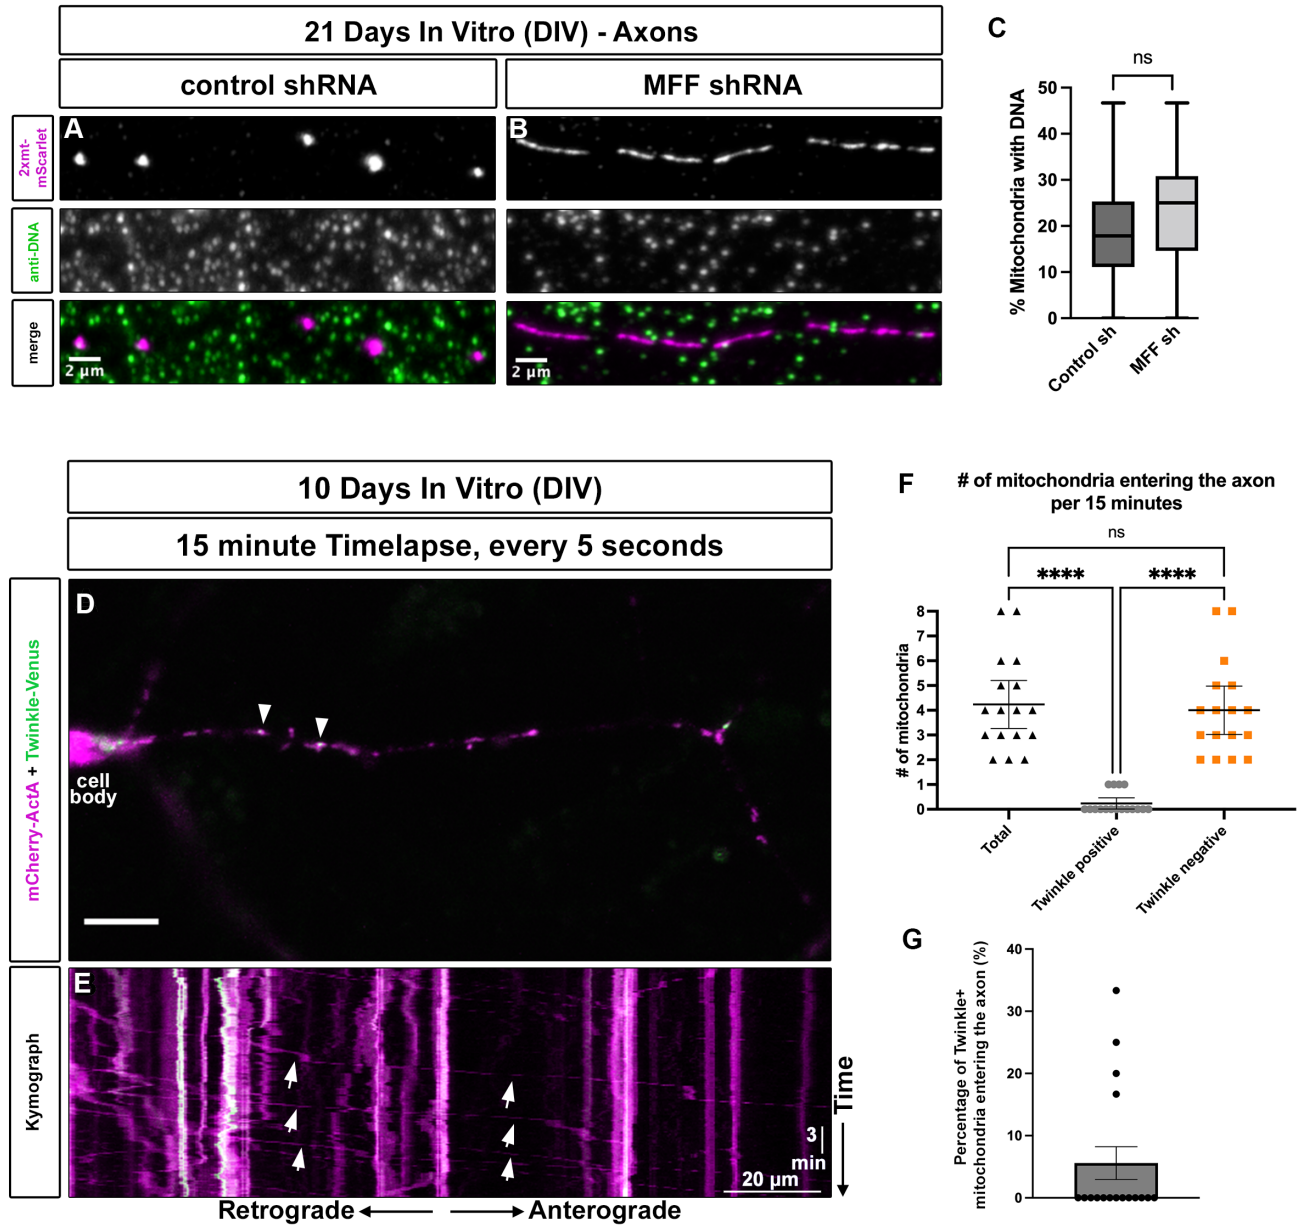 21 Days In Vitro (DIV) - Axons
control shRNA
MFF shRNA
2xmt-
mScarlet
anti-DNA
merge
A
B
2 µm
2 µm
C
ns
% Mitochondria with DNA
50
40
30
20
10
0
Control sh
MFF sh
10 Days In Vitro (DIV)
15 minute Timelapse, every 5 seconds
mCherry-ActA + Twinkle-Venus
D
cell
body
Kymograph
E
3
min
20 µm
Time
Retrograde
Anterograde
F
# of mitochondria entering the axon
per 15 minutes
ns
****
****
# of mitochondria
8
7
6
5
4
3
2
1
0
Total
Twinkle positive
Twinkle negative
G
Percentage of Twinkle+
mitochondria entering the axon (%)
40
30
20
10
0